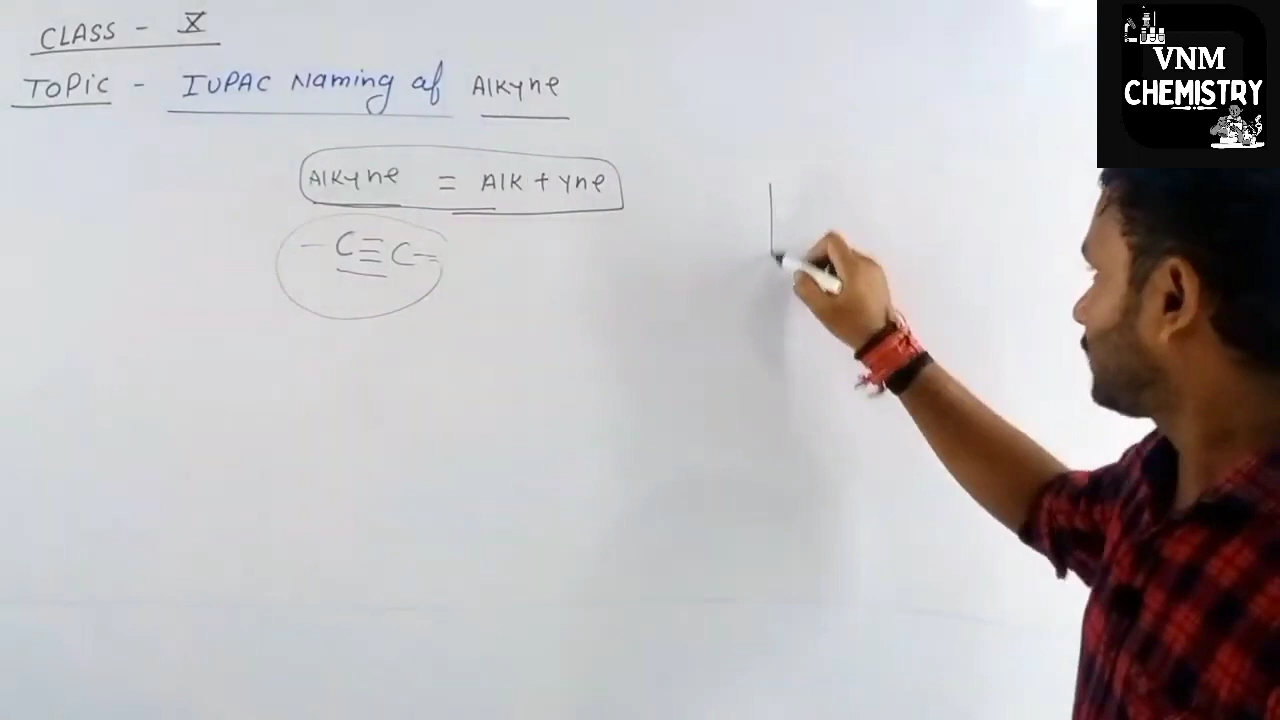 CLASS - X
TOPIC - IUPAC Naming of Alkyne
Alkyne = Alk + yne
- C ≡ C -
VNM
CHEMISTRY